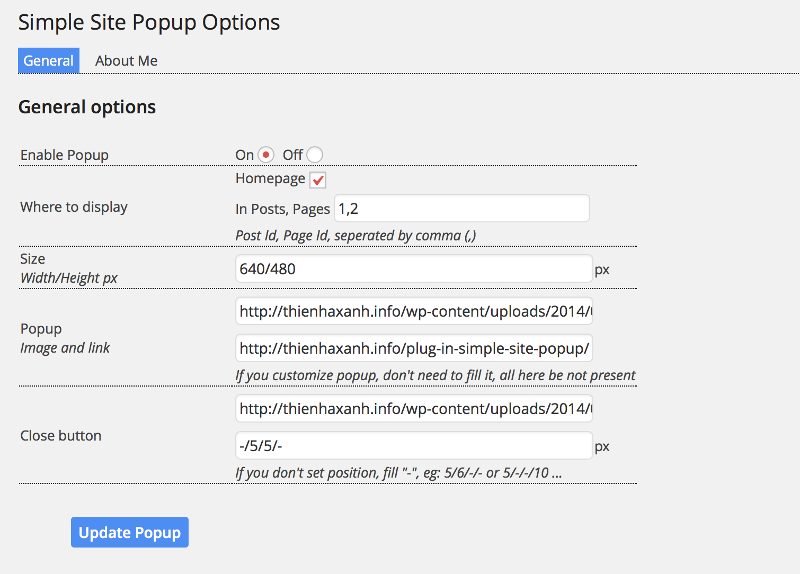 Simple Site Popup Options
General About Me
General options
Enable Popup On Off
Homepage
Where to display In Posts, Pages 1,2
Post Id, Page Id, seperated by comma (,)
Size
Width/Height px 640/480 px
http://thienhaxanh.info/wp-content/uploads/2014/
Popup
Image and link http://thienhaxanh.info/plug-in-simple-site-popup/
If you customize popup, don't need to fill it, all here be not present
http://thienhaxanh.info/wp-content/uploads/2014/
Close button
-/5/5/- px
If you don't set position, fill "-", eg: 5/6/-/- or 5/-/-/10 ...
Update Popup